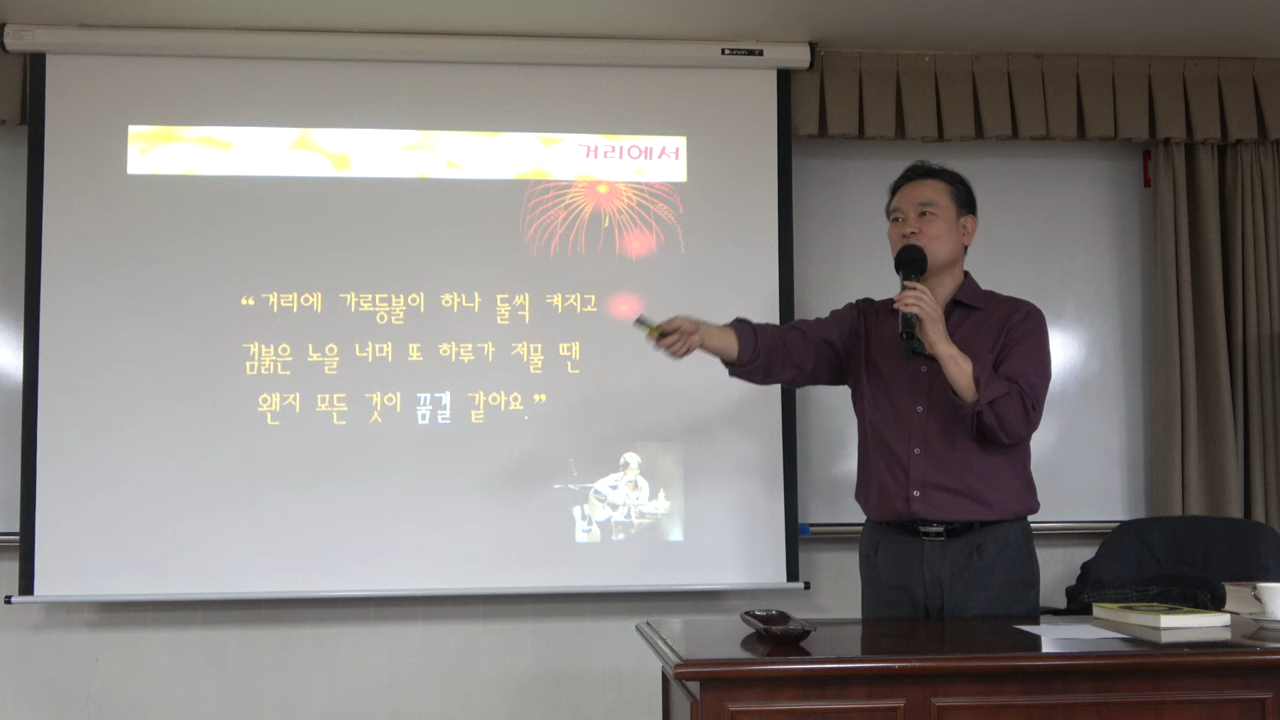 union
거리에서
“거리에 가로등불이 하나 둘씩 켜지고
검붉은 노을 너머 또 하루가 저물 땐
왠지 모든 것이 꿈결 같아요.”